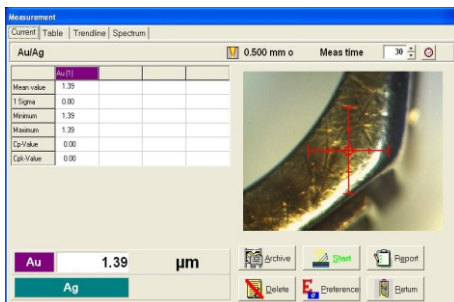 Measurement
Current Table Trendline Spectrum
Au/Ag 0.500 mm o Meas time 30
Au [1]
Mean value 1.39
1 Sigma 0.00
Minimum 1.39
Maximum 1.39
Cp-Value 0.00
Cpk-Value 0.00
Au 1.39 µm
Ag
Archive Start Report
Delete Preference Return